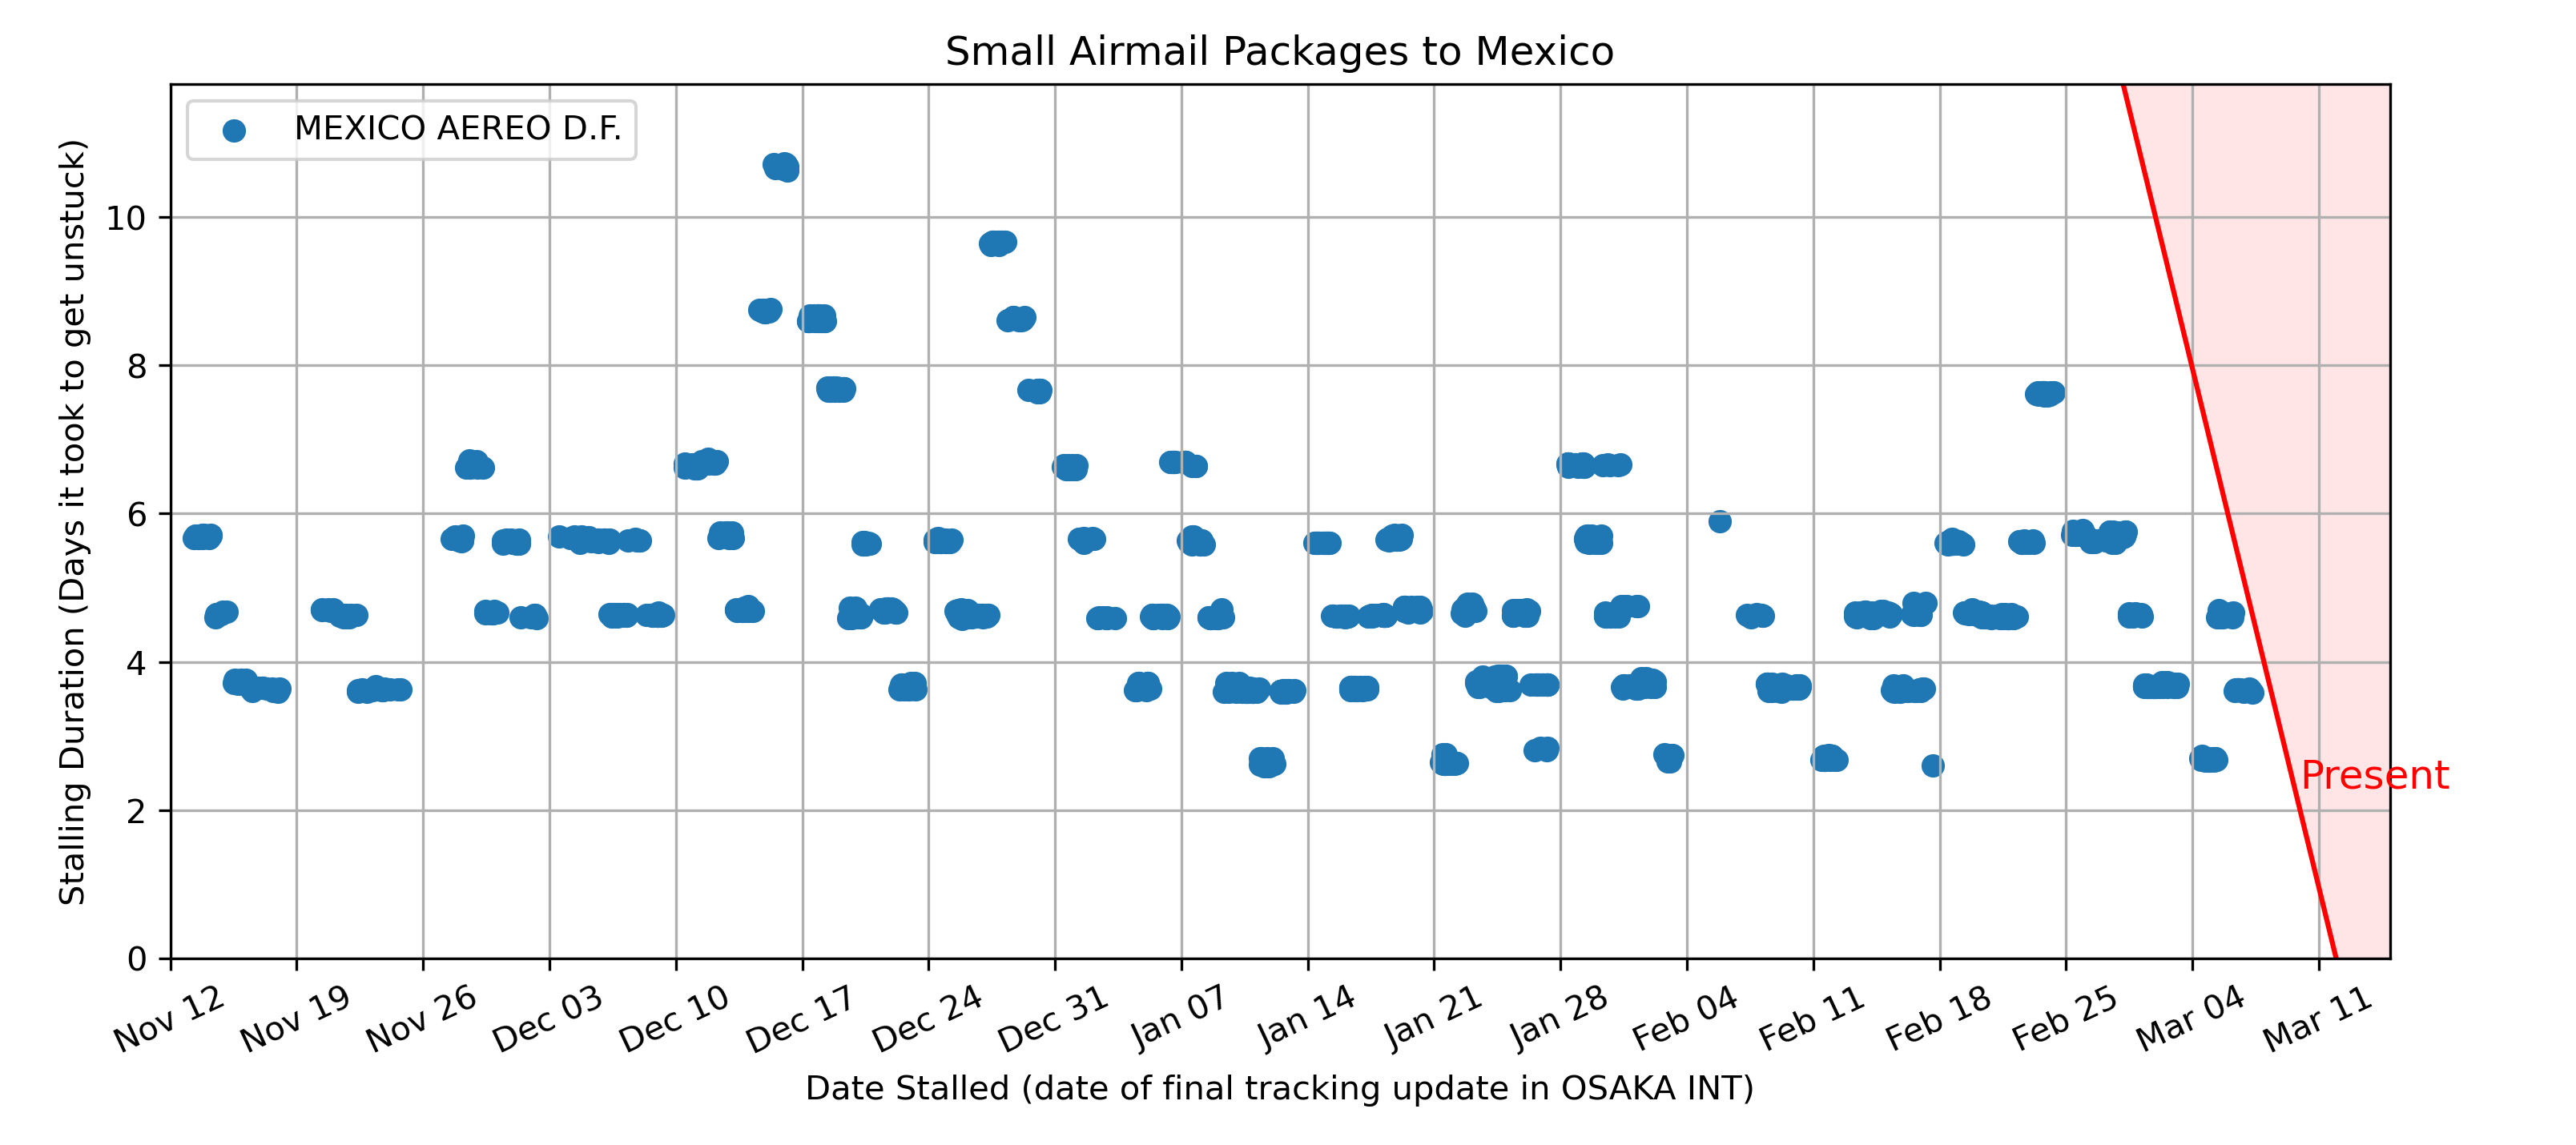 Small Airmail Packages to Mexico
MEXICO AEREO D.F.
Stalling Duration (Days it took to get unstuck)
10
8
6
4
2
0
Present
Nov 12
Nov 19
Nov 26
Dec 03
Dec 10
Dec 17
Dec 24
Dec 31
Jan 07
Jan 14
Jan 21
Jan 28
Feb 04
Feb 11
Feb 18
Feb 25
Mar 04
Mar 11
Date Stalled (date of final tracking update in OSAKA INT)